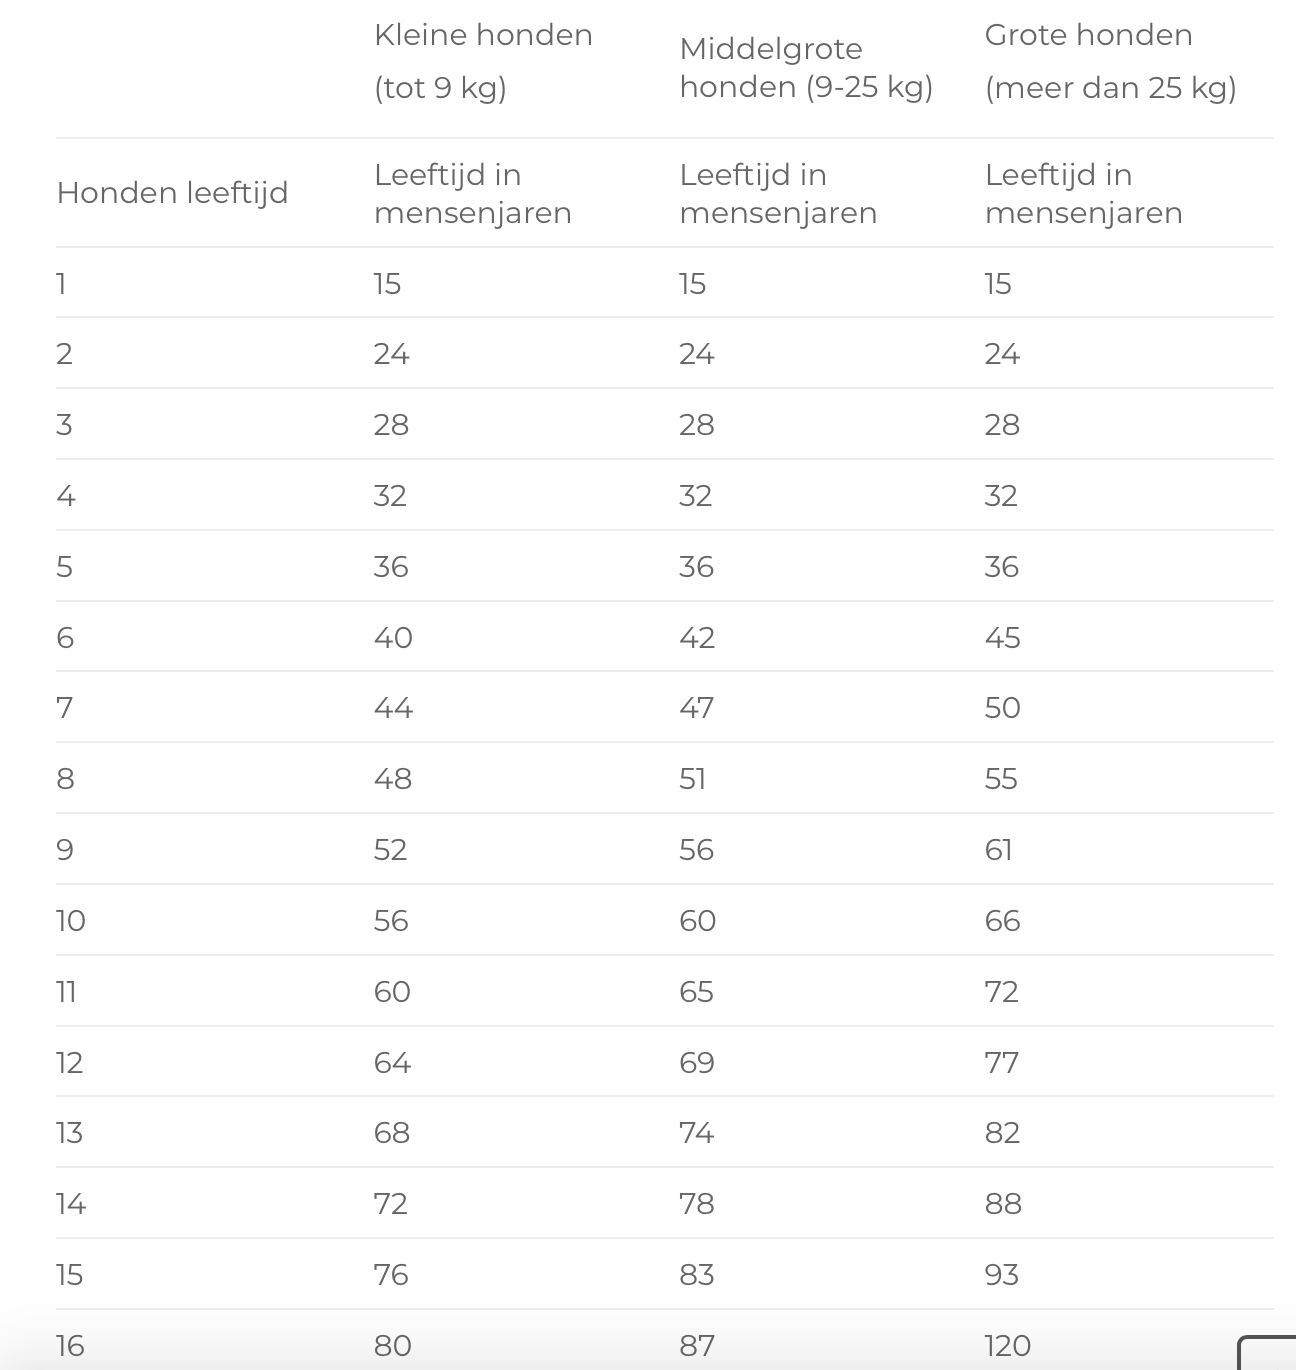 Kleine honden
(tot 9 kg)
Middelgrote
honden (9-25 kg)
Grote honden
(meer dan 25 kg)
Honden leeftijd
Leeftijd in
mensenjaren
Leeftijd in
mensenjaren
Leeftijd in
mensenjaren
1 15 15 15
2 24 24 24
3 28 28 28
4 32 32 32
5 36 36 36
6 40 42 45
7 44 47 50
8 48 51 55
9 52 56 61
10 56 60 66
11 60 65 72
12 64 69 77
13 68 74 82
14 72 78 88
15 76 83 93
16 80 87 120